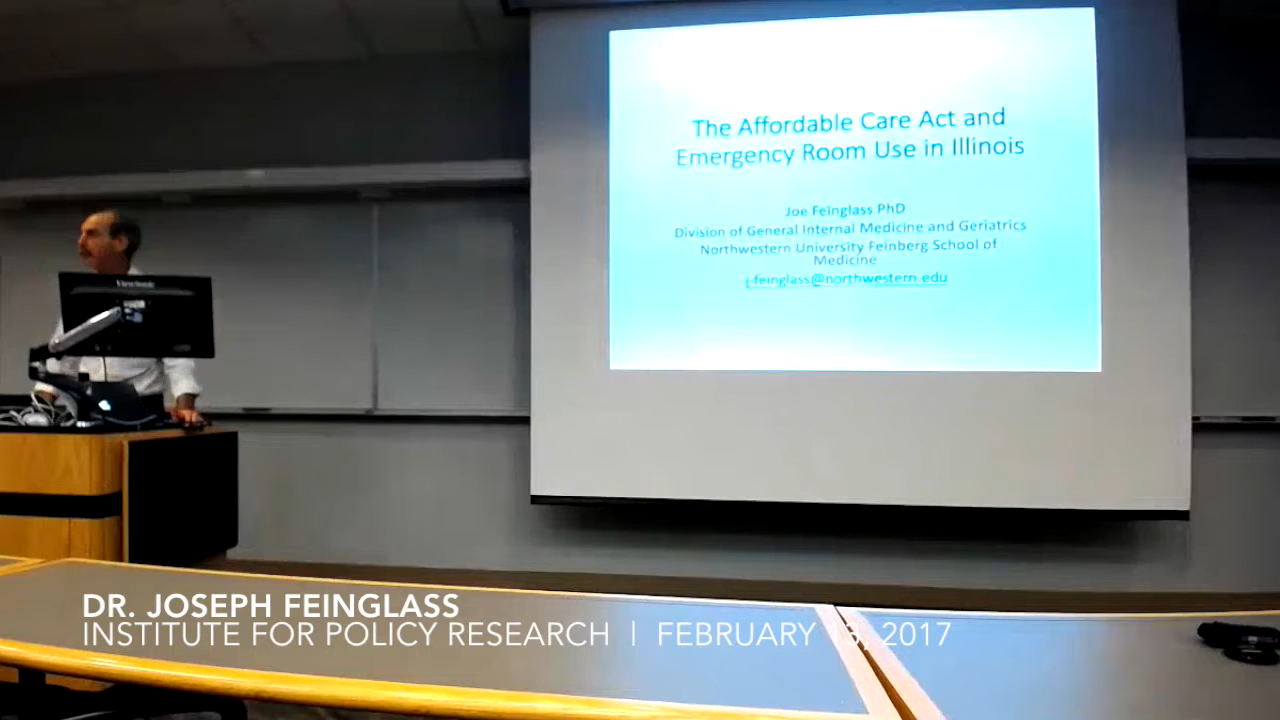 The Affordable Care Act and
Emergency Room Use in Illinois
Joe Feinglass PhD
Division of General Internal Medicine and Geriatrics
Northwestern University Feinberg School of
Medicine
j-feinglass@northwestern.edu
ViewSonic
DR. JOSEPH FEINGLASS
INSTITUTE FOR POLICY RESEARCH | FEBRUARY 2017